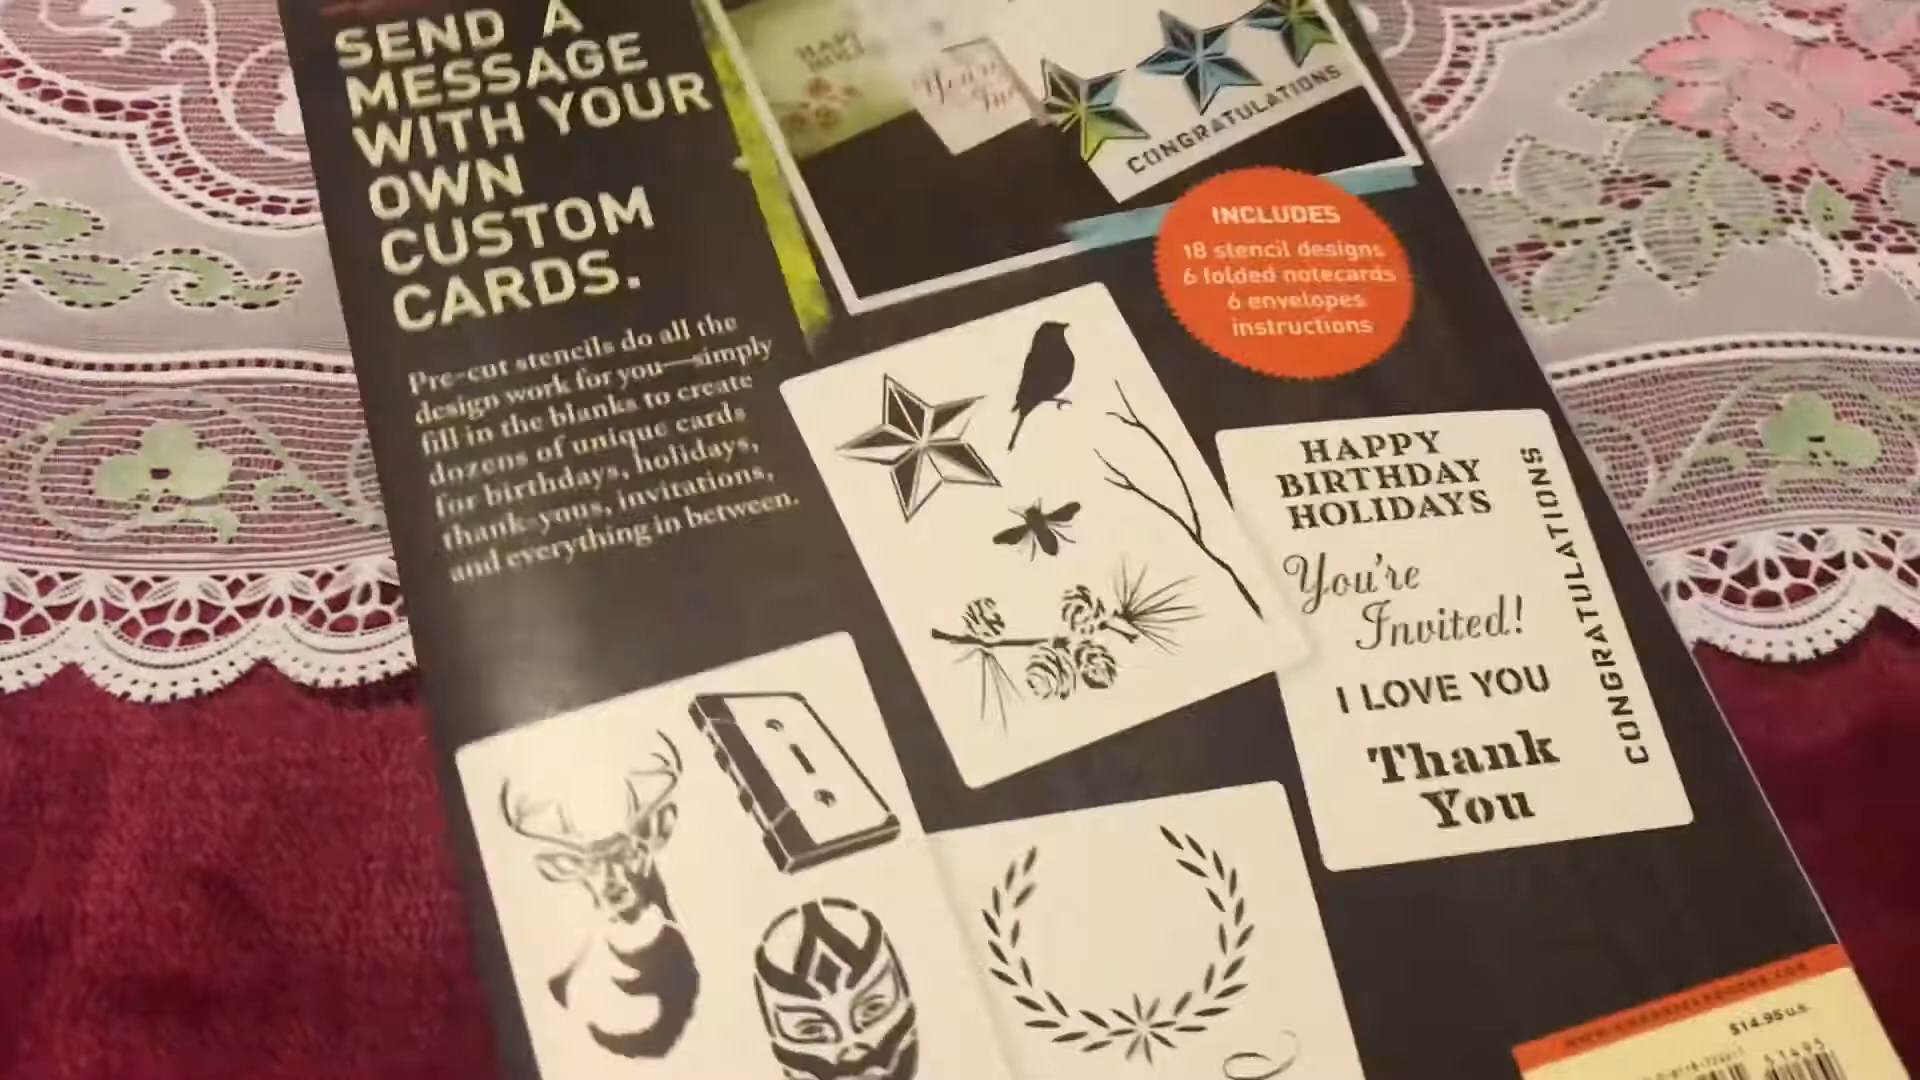 SEND A
MESSAGE
WITH YOUR
OWN
CUSTOM
CARDS.
Pre-cut stencils do all the
design work for you—simply
fill in the blanks to create
dozens of unique cards
for birthdays, holidays,
thank-yous, invitations,
and everything in between.
You're
CONGRATULATIONS
INCLUDES
18 stencil designs
6 folded notecards
6 envelopes
instructions
HAPPY
BIRTHDAY
HOLIDAYS
You're
Invited!
I LOVE YOU
Thank
You
CONGRATULATIONS
$14.95 U.S.
51495